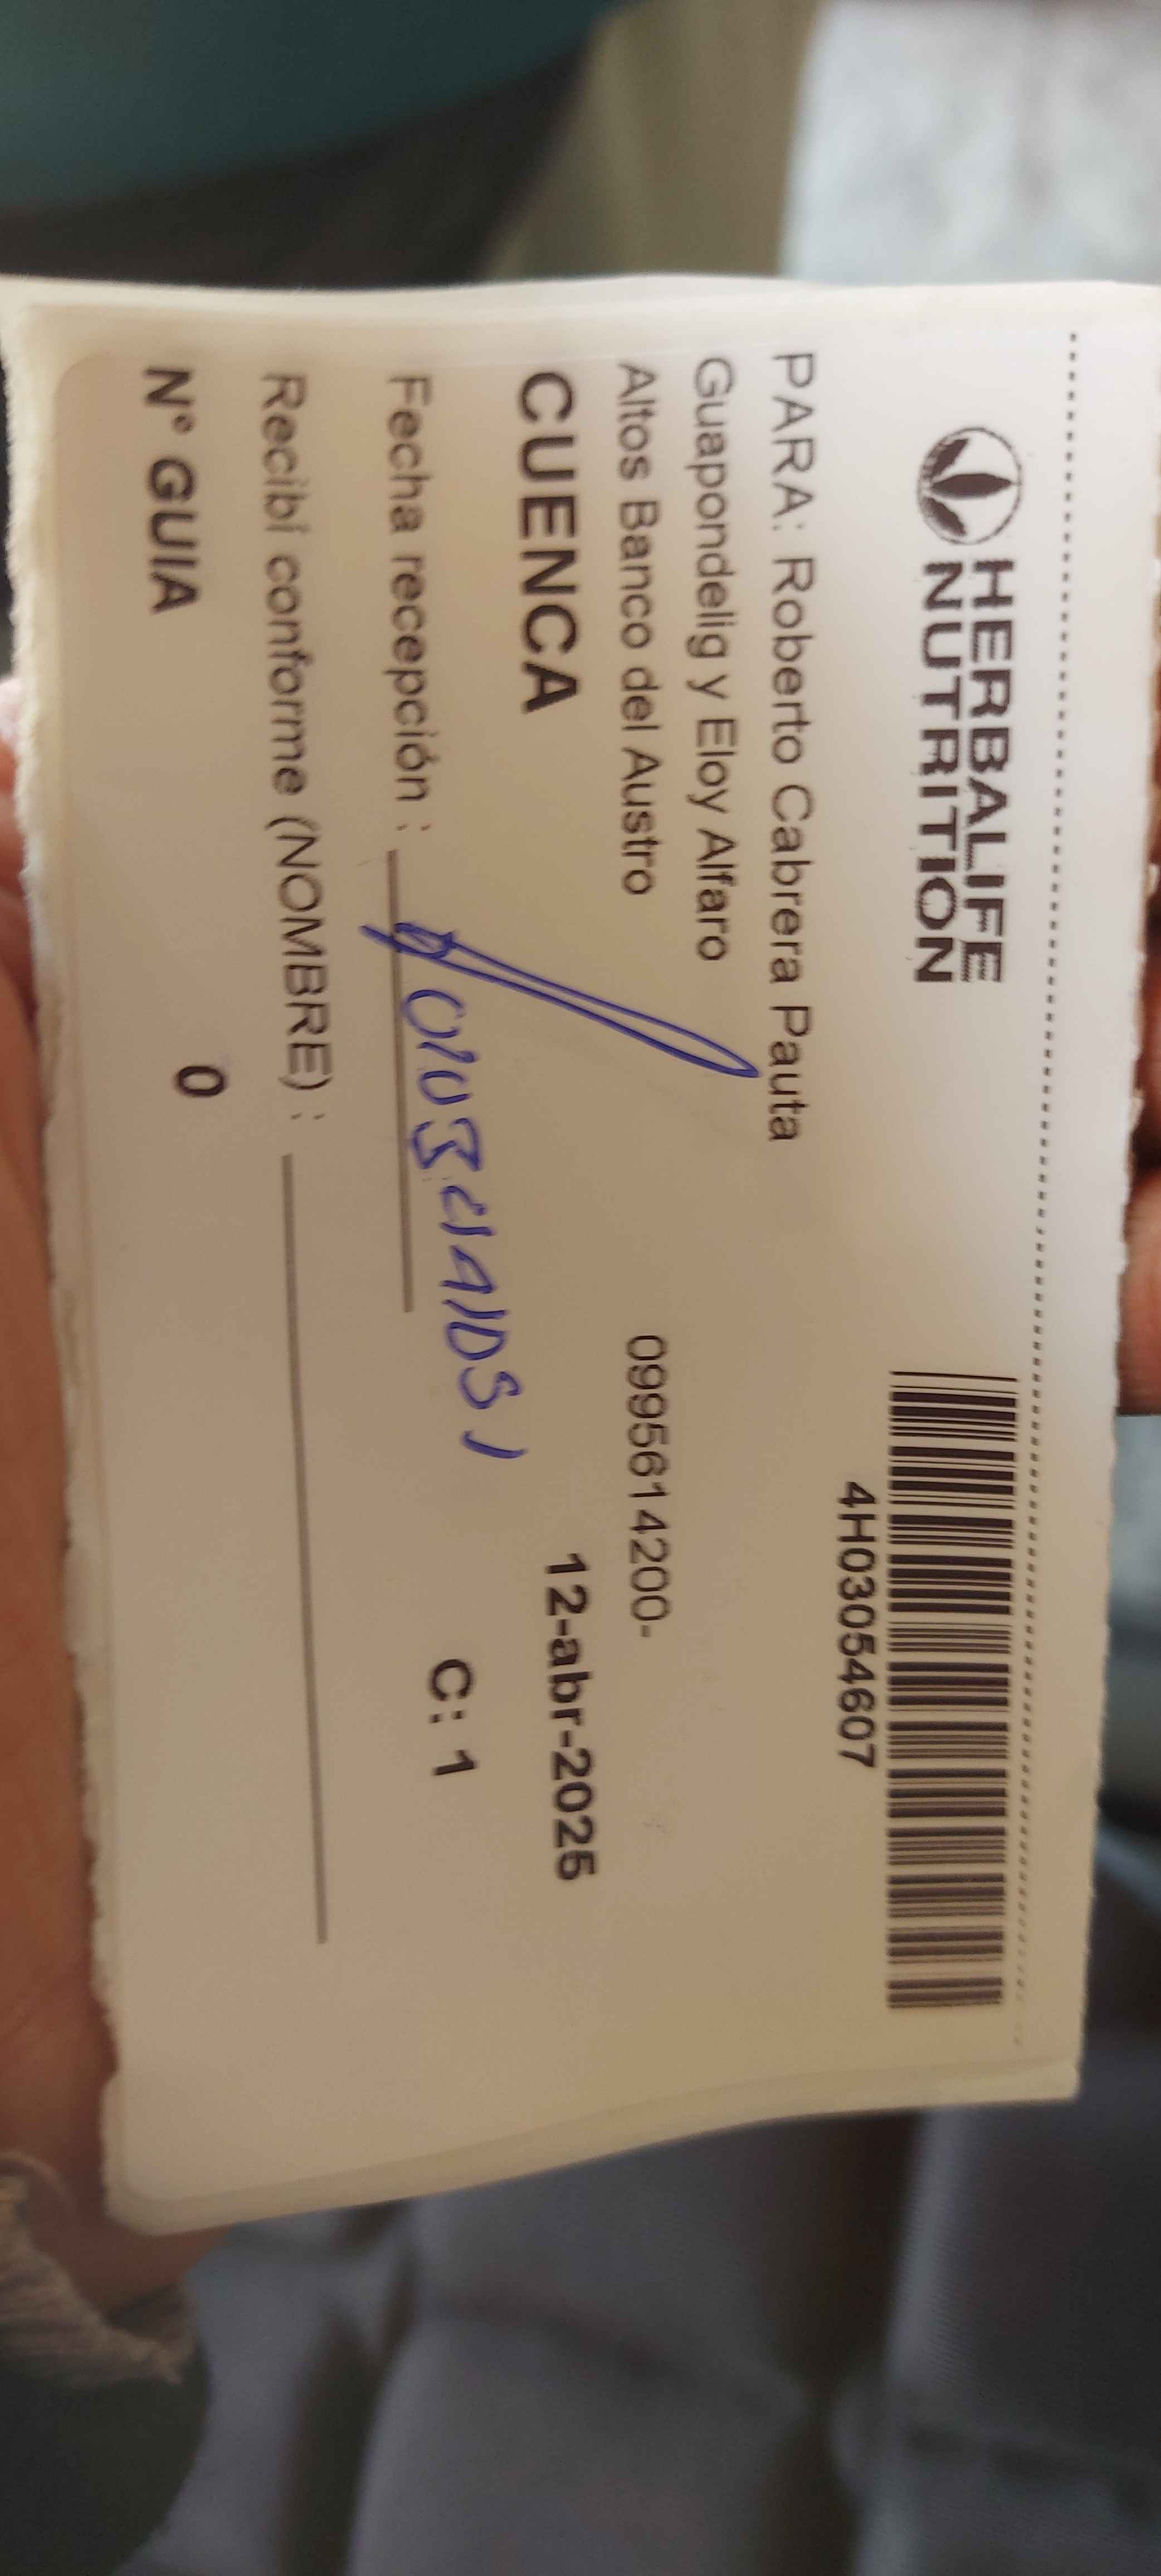 HERBALIFE
NUTRITION
4H03054607
PARA: Roberto Cabrera Pauta
Guapondelig y Eloy Alfaro
Altos Banco del Austro
0995614200-
CUENCA
12-abr-2025
Fecha recepción :
C: 1
Recibí conforme (NOMBRE) :
N° GUIA
0